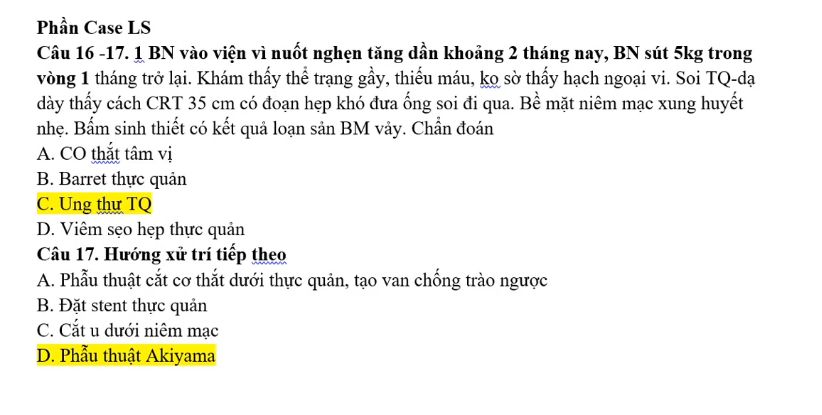 Phần Case LS
Câu 16 -17. 1 BN vào viện vì nuốt nghẹn tăng dần khoảng 2 tháng nay, BN sút 5kg trong
vòng 1 tháng trở lại. Khám thấy thể trạng gầy, thiếu máu, ko sờ thấy hạch ngoại vi. Soi TQ-dạ
dày thấy cách CRT 35 cm có đoạn hẹp khó đưa ống soi đi qua. Bề mặt niêm mạc xung huyết
nhẹ. Bấm sinh thiết có kết quả loạn sản BM vảy. Chẩn đoán
A. CO thắt tâm vị
B. Barret thực quản
C. Ung thư TQ
D. Viêm sẹo hẹp thực quản
Câu 17. Hướng xử trí tiếp theo
A. Phẫu thuật cắt cơ thắt dưới thực quản, tạo van chống trào ngược
B. Đặt stent thực quản
C. Cắt u dưới niêm mạc
D. Phẫu thuật Akiyama